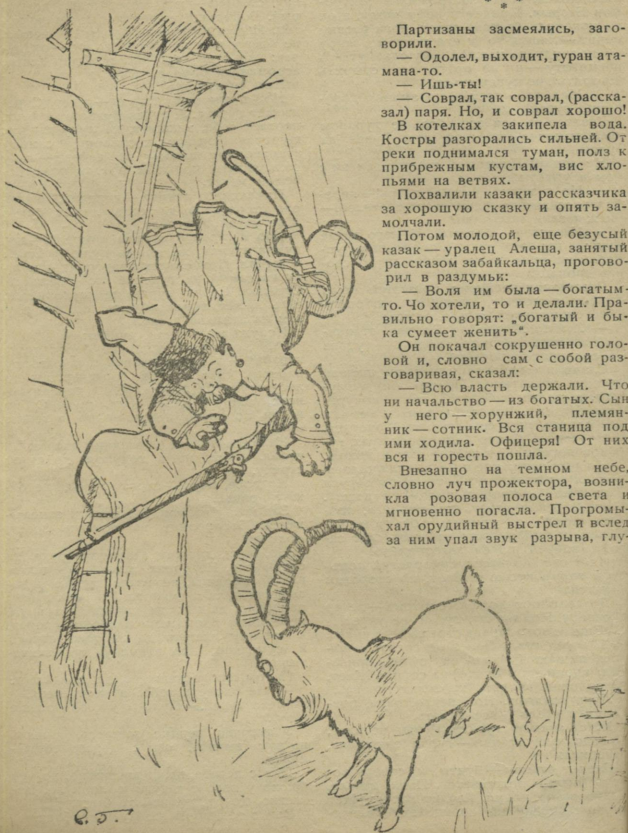 *
Партизаны засмеялись, заго-
ворили.
— Одолел, выходит, гуран ата-
мана-то.
— Ишь-ты!
— Соврал, так соврал, (расска-
зал) паря. Но, и соврал хорошо!
В котелках закипела вода.
Костры разгорались сильней. От
реки поднимался туман, полз к
прибрежным кустам, вис хло-
пьями на ветвях.
Похвалили казаки рассказчика
за хорошую сказку и опять за-
молчали.
Потом молодой, еще безусый
казак — уралец Алеша, занятый
рассказом забайкальца, прогово-
рил в раздумьк:
— Воля им была — богатым-
то. Чо хотели, то и делали. Пра-
вильно говорят: „богатый и бы-
ка сумеет женить“.
Он покачал сокрушенно голо-
вой и, словно сам с собой раз-
говаривая, сказал:
— Всю власть держали. Что
ни начальство — из богатых. Сын
у него — хорунжий, племян-
ник — сотник. Вся станица под
ими ходила. Офицеря! От них
вся и горесть пошла.
Внезапно на темном небе,
словно луч прожектора, возни-
кла розовая полоса света и
мгновенно погасла. Прогромы-
хал орудийный выстрел и вслед
за ним упал звук разрыва, глу-